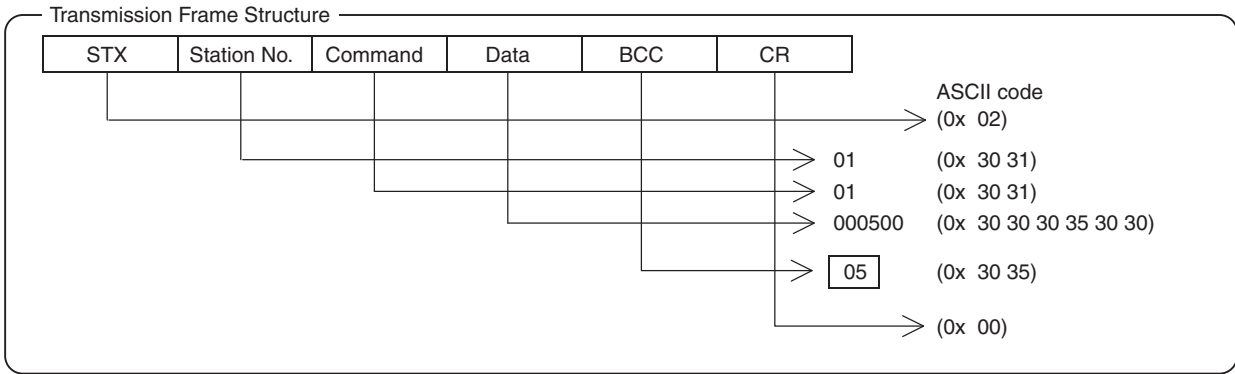 Transmission Frame Structure
STX Station No. Command Data BCC CR
ASCII code
(0x 02)
01 (0x 30 31)
01 (0x 30 31)
000500 (0x 30 30 30 35 30 30)
05 (0x 30 35)
(0x 00)